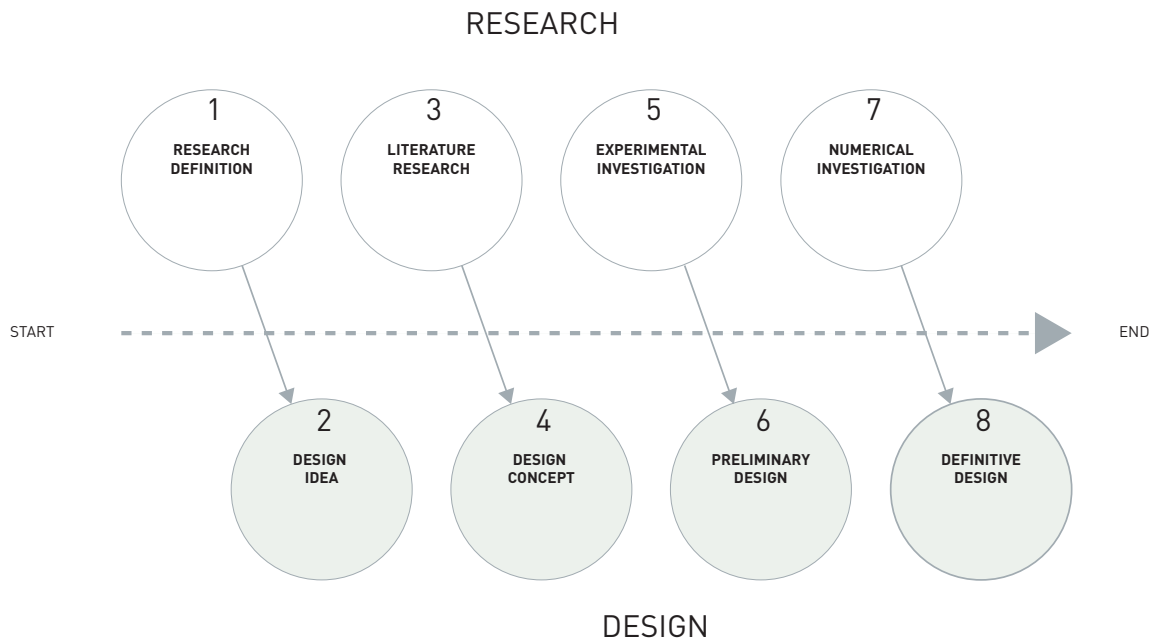 RESEARCH
1
RESEARCH
DEFINITION
3
LITERATURE
RESEARCH
5
EXPERIMENTAL
INVESTIGATION
7
NUMERICAL
INVESTIGATION
START
END
2
DESIGN
IDEA
4
DESIGN
CONCEPT
6
PRELIMINARY
DESIGN
8
DEFINITIVE
DESIGN
DESIGN